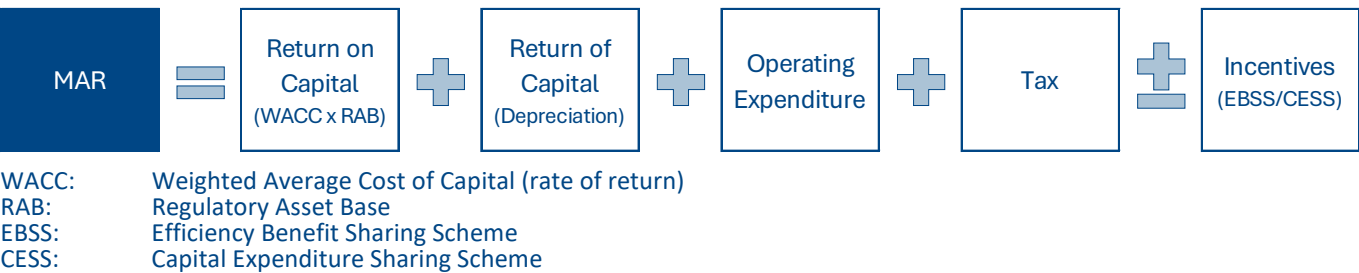 MAR
Return on
Capital
(WACC x RAB)
Return of
Capital
(Depreciation)
Operating
Expenditure
Tax
Incentives
(EBSS/CESS)
WACC: Weighted Average Cost of Capital (rate of return)
RAB: Regulatory Asset Base
EBSS: Efficiency Benefit Sharing Scheme
CESS: Capital Expenditure Sharing Scheme